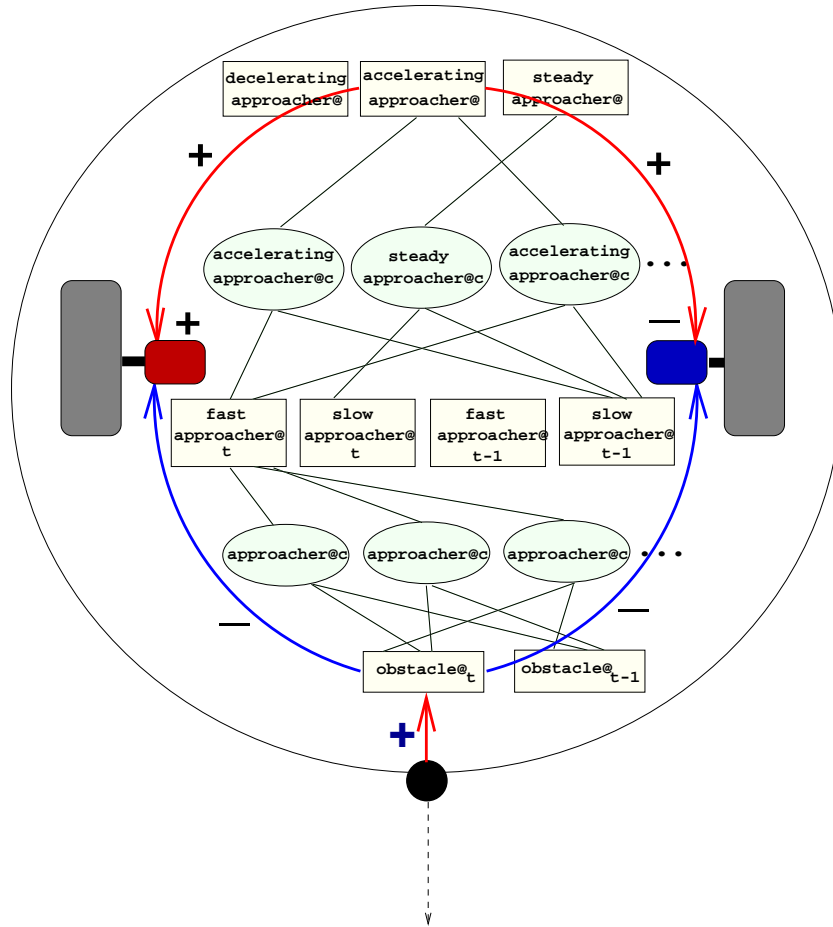 decelerating
approacher@
accelerating
approacher@
steady
approacher@
+
+
accelerating
approacher@c
steady
approacher@c
accelerating
approacher@c
...
+
—
fast
approacher@
t
slow
approacher@
t
fast
approacher@
t-1
slow
approacher@
t-1
approacher@c
approacher@c
approacher@c
...
—
—
obstacle@t
obstacle@t-1
+